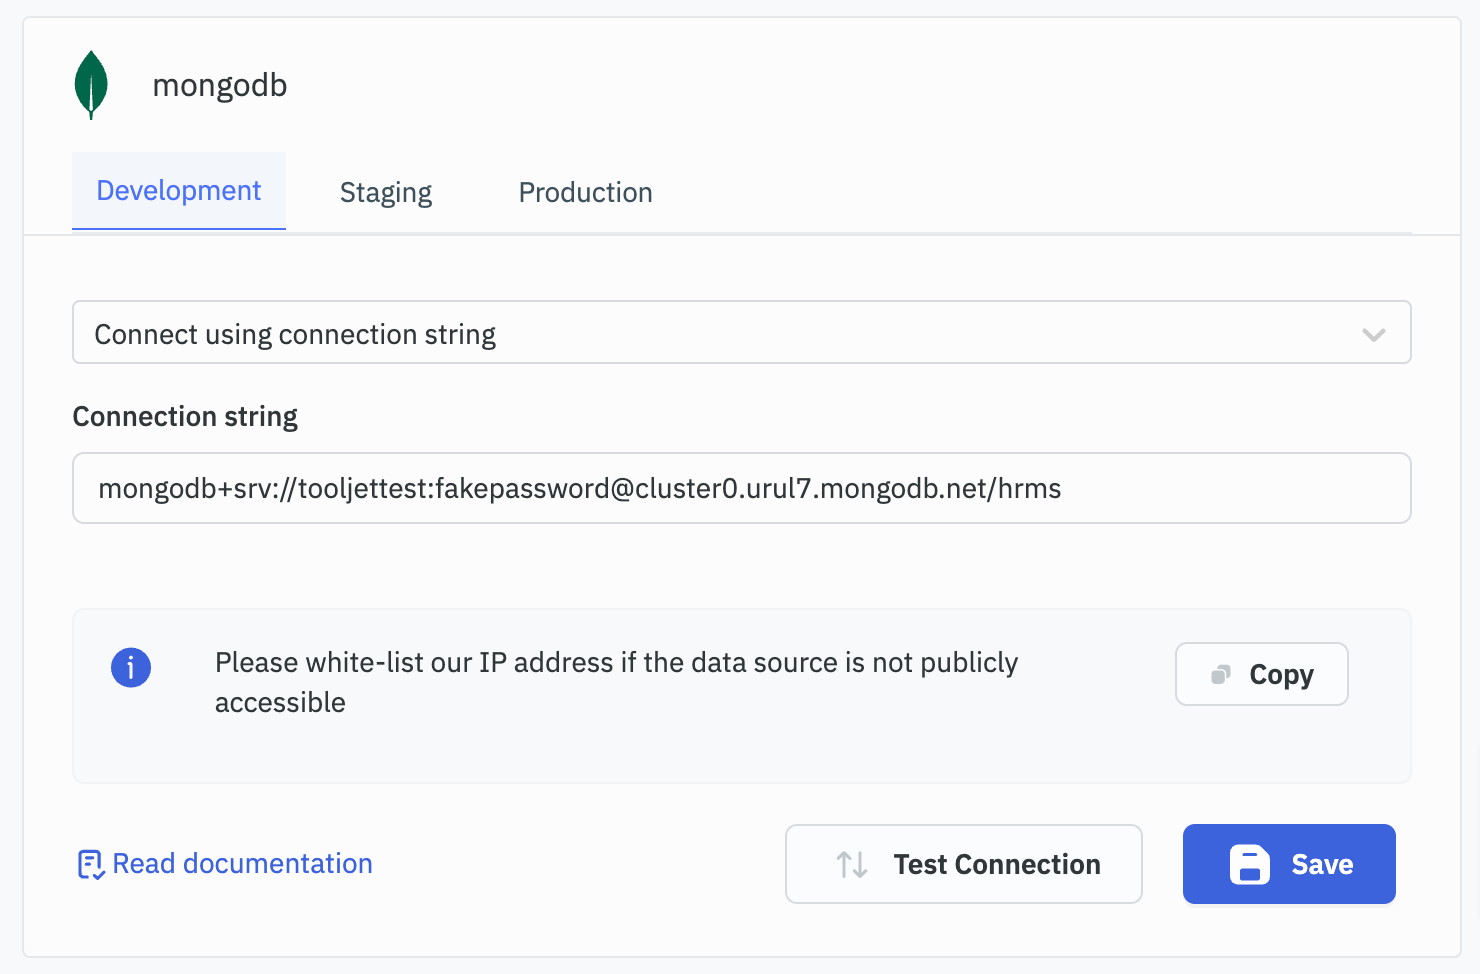 mongodb
Development Staging Production
Connect using connection string
Connection string
mongodb+srv://tooljettest:fakepassword@cluster0.urul7.mongodb.net/hrms
Please white-list our IP address if the data source is not publicly
accessible
Copy
Read documentation
Test Connection
Save